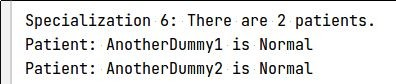 Specialization 6: There are 2 patients.
Patient: AnotherDummy1 is Normal
Patient: AnotherDummy2 is Normal